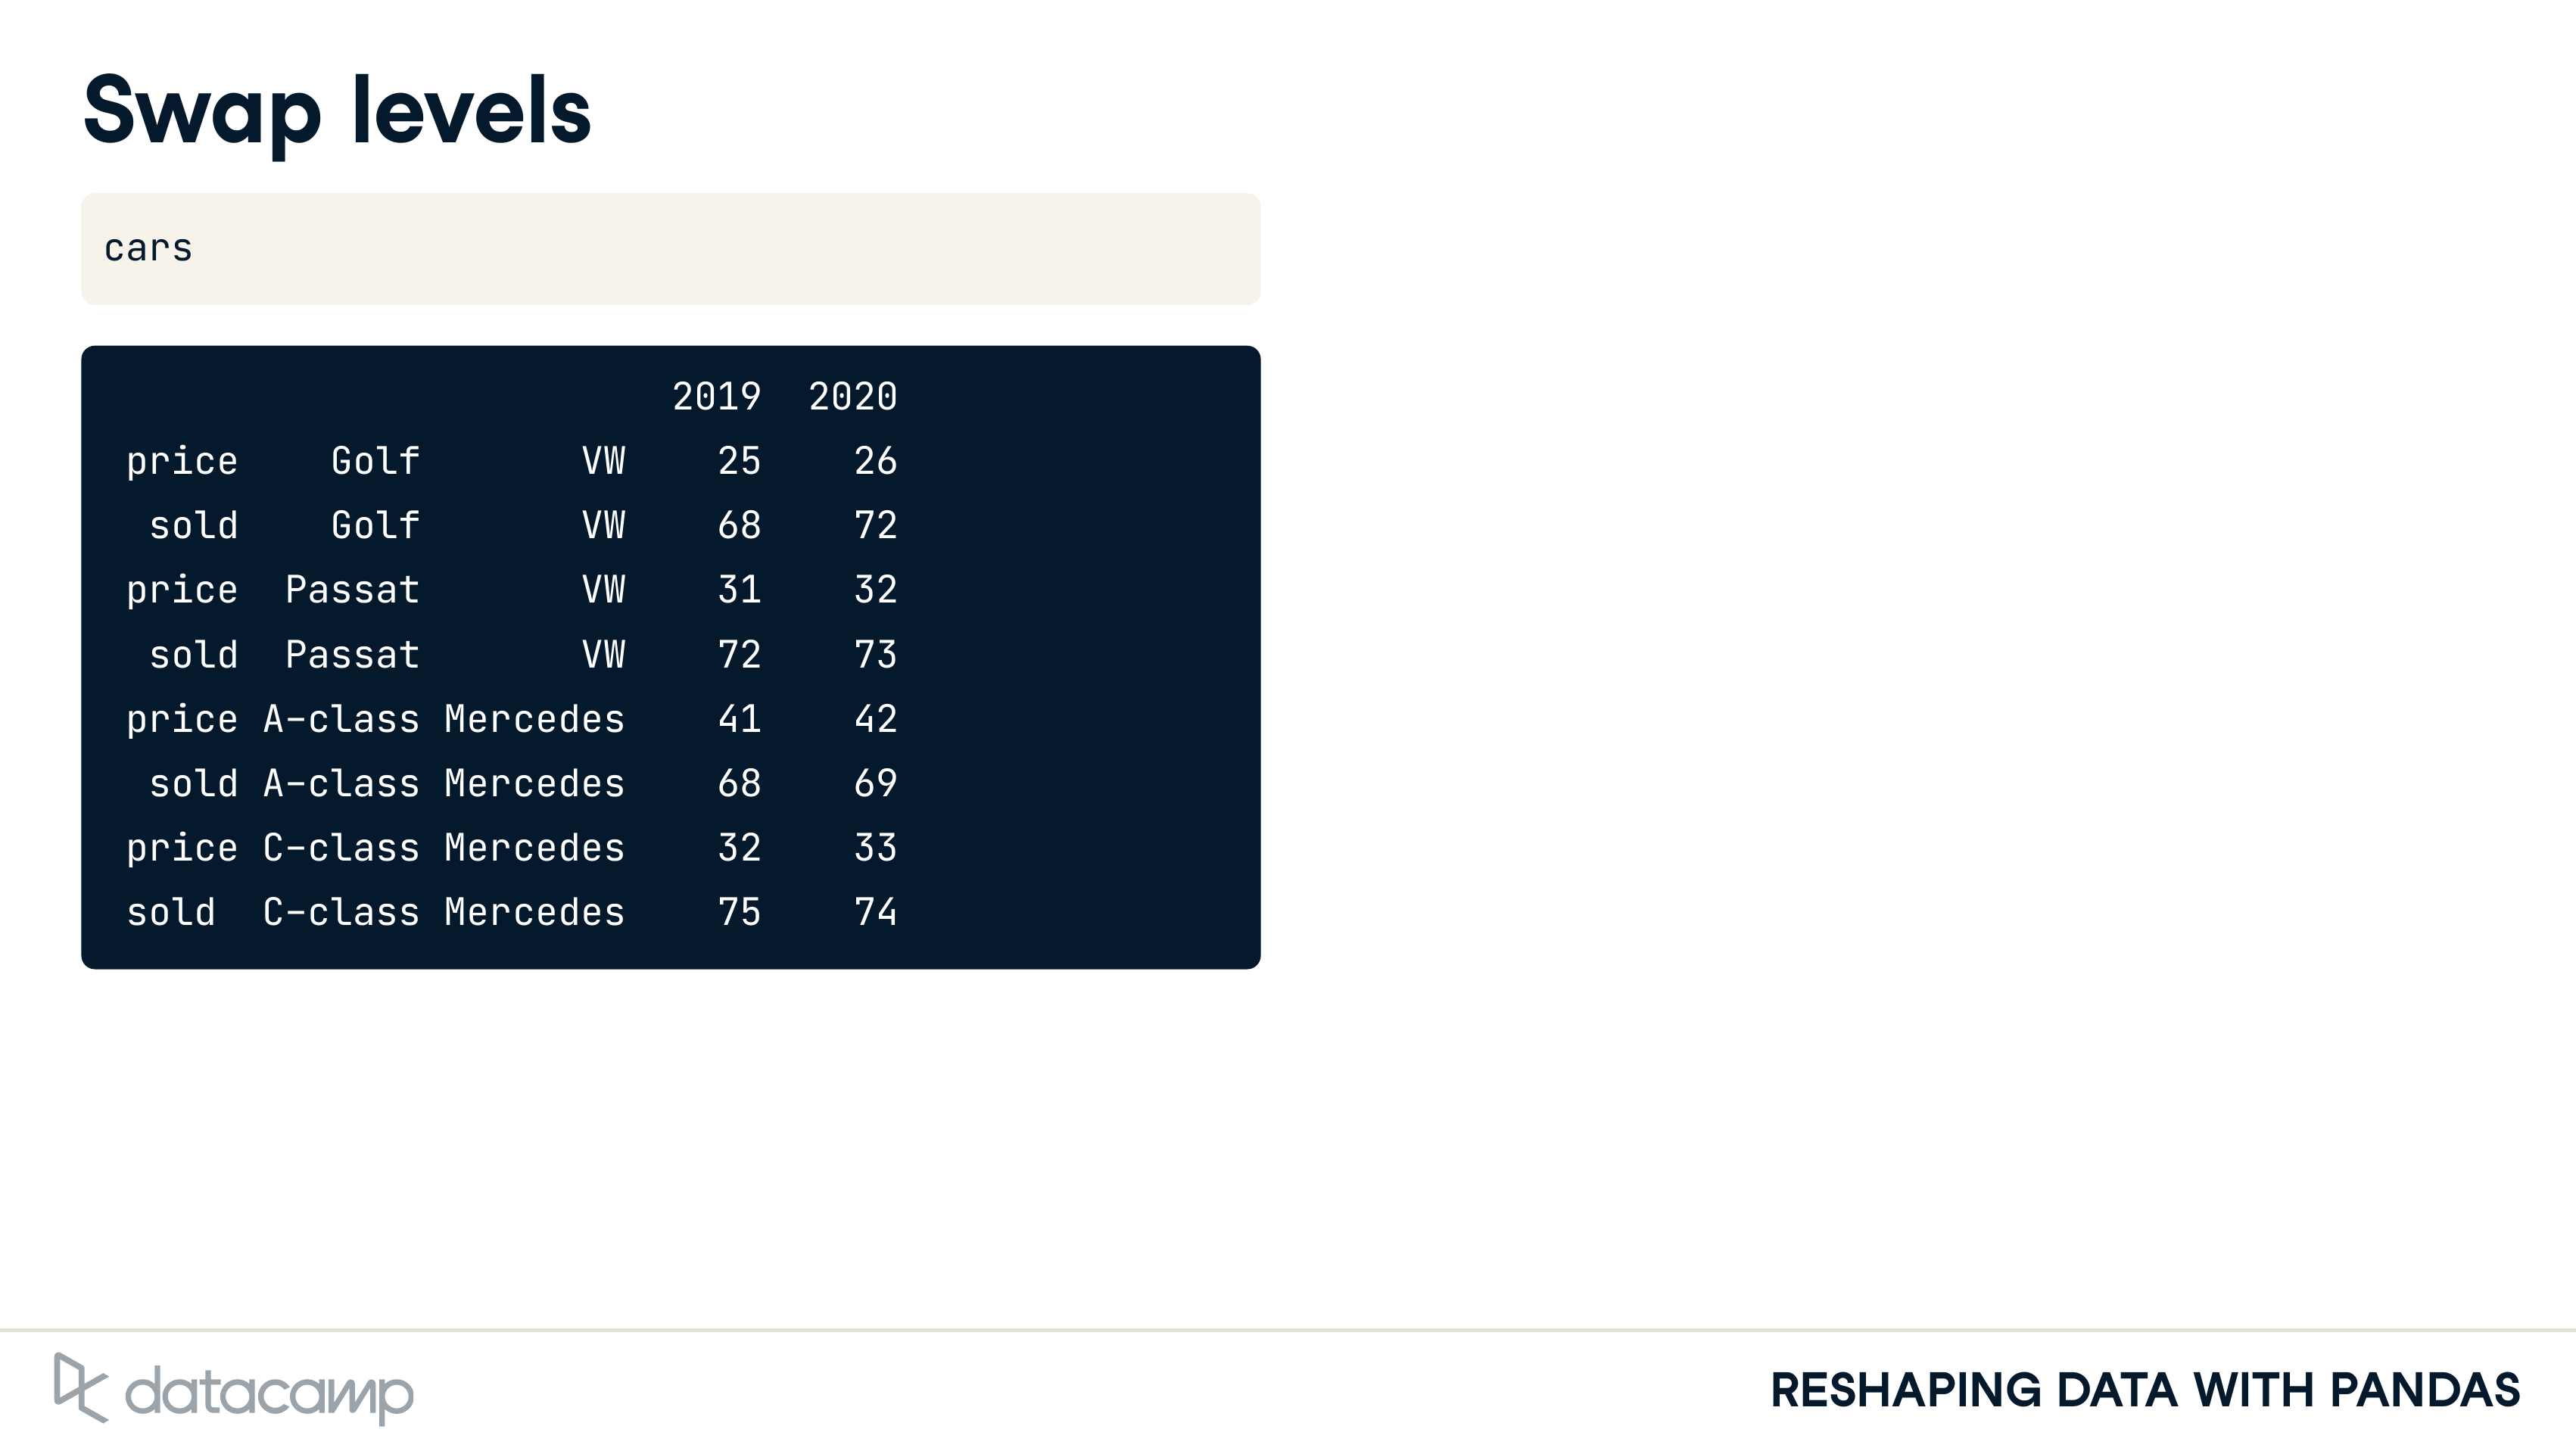 Swap levels
cars
2019 2020
price Golf VW 25 26
sold Golf VW 68 72
price Passat VW 31 32
sold Passat VW 72 73
price A-class Mercedes 41 42
sold A-class Mercedes 68 69
price C-class Mercedes 32 33
sold C-class Mercedes 75 74
datacamp
RESHAPING DATA WITH PANDAS